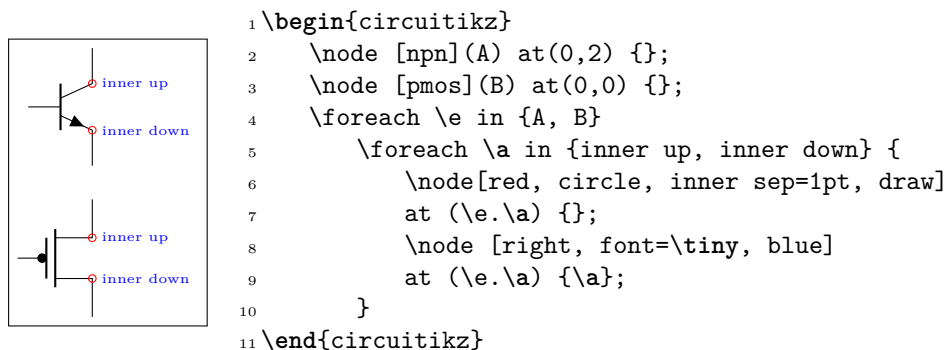 inner up
inner down
inner up
inner down
1 \begin{circuitikz}
2     \node [npn](A) at(0,2) {};
3     \node [pmos](B) at(0,0) {};
4     \foreach \e in {A, B}
5         \foreach \a in {inner up, inner down} {
6             \node[red, circle, inner sep=1pt, draw]
7             at (\e.\a) {};
8             \node [right, font=\tiny, blue]
9             at (\e.\a) {\a};
10         }
11 \end{circuitikz}